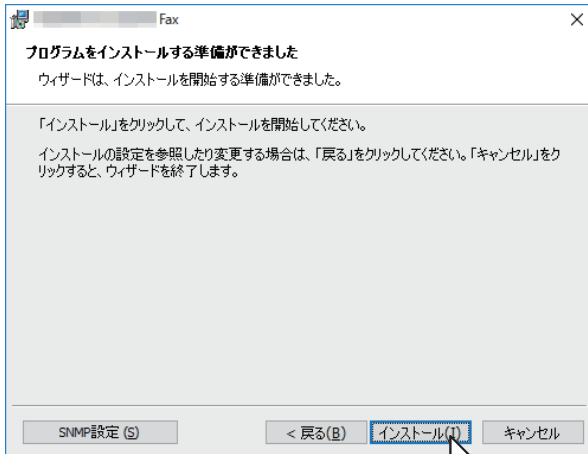 Fax
プログラムをインストールする準備ができました
ウィザードは、インストールを開始する準備ができました。
「インストール」をクリックして、インストールを開始してください。
インストールの設定を参照したり変更する場合は、「戻る」をクリックしてください。「キャンセル」をク
リックすると、ウィザードを終了します。
SNMP設定 (S)
< 戻る(B)
インストール(I)
キャンセル